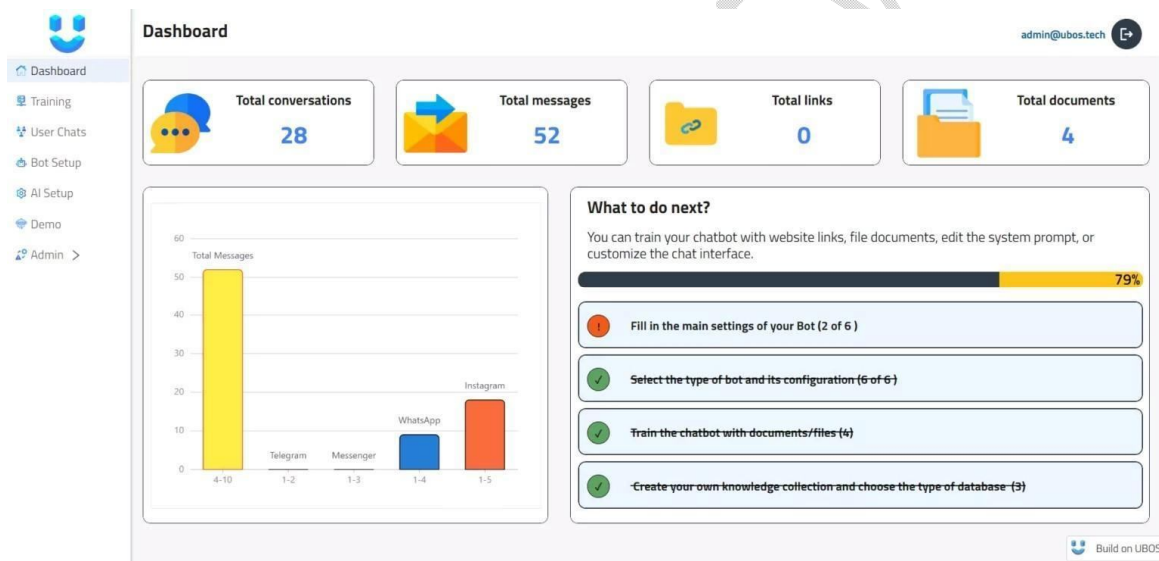 Dashboard
admin@ubos.tech
Dashboard
Training
User Chats
Bot Setup
AI Setup
Demo
Admin >
Total conversations
28
Total messages
52
Total links
0
Total documents
4
60
50
40
30
20
10
0
Total Messages
Telegram
Messenger
WhatsApp
Instagram
4-10
1-2
1-3
1-4
1-5
What to do next?
You can train your chatbot with website links, file documents, edit the system prompt, or
customize the chat interface.
79%
! Fill in the main settings of your Bot (2 of 6 )
Select the type of bot and its configuration (6 of 6 )
Train the chatbot with documents/files (4)
Create your own knowledge collection and choose the type of database (3)
Build on UBOS